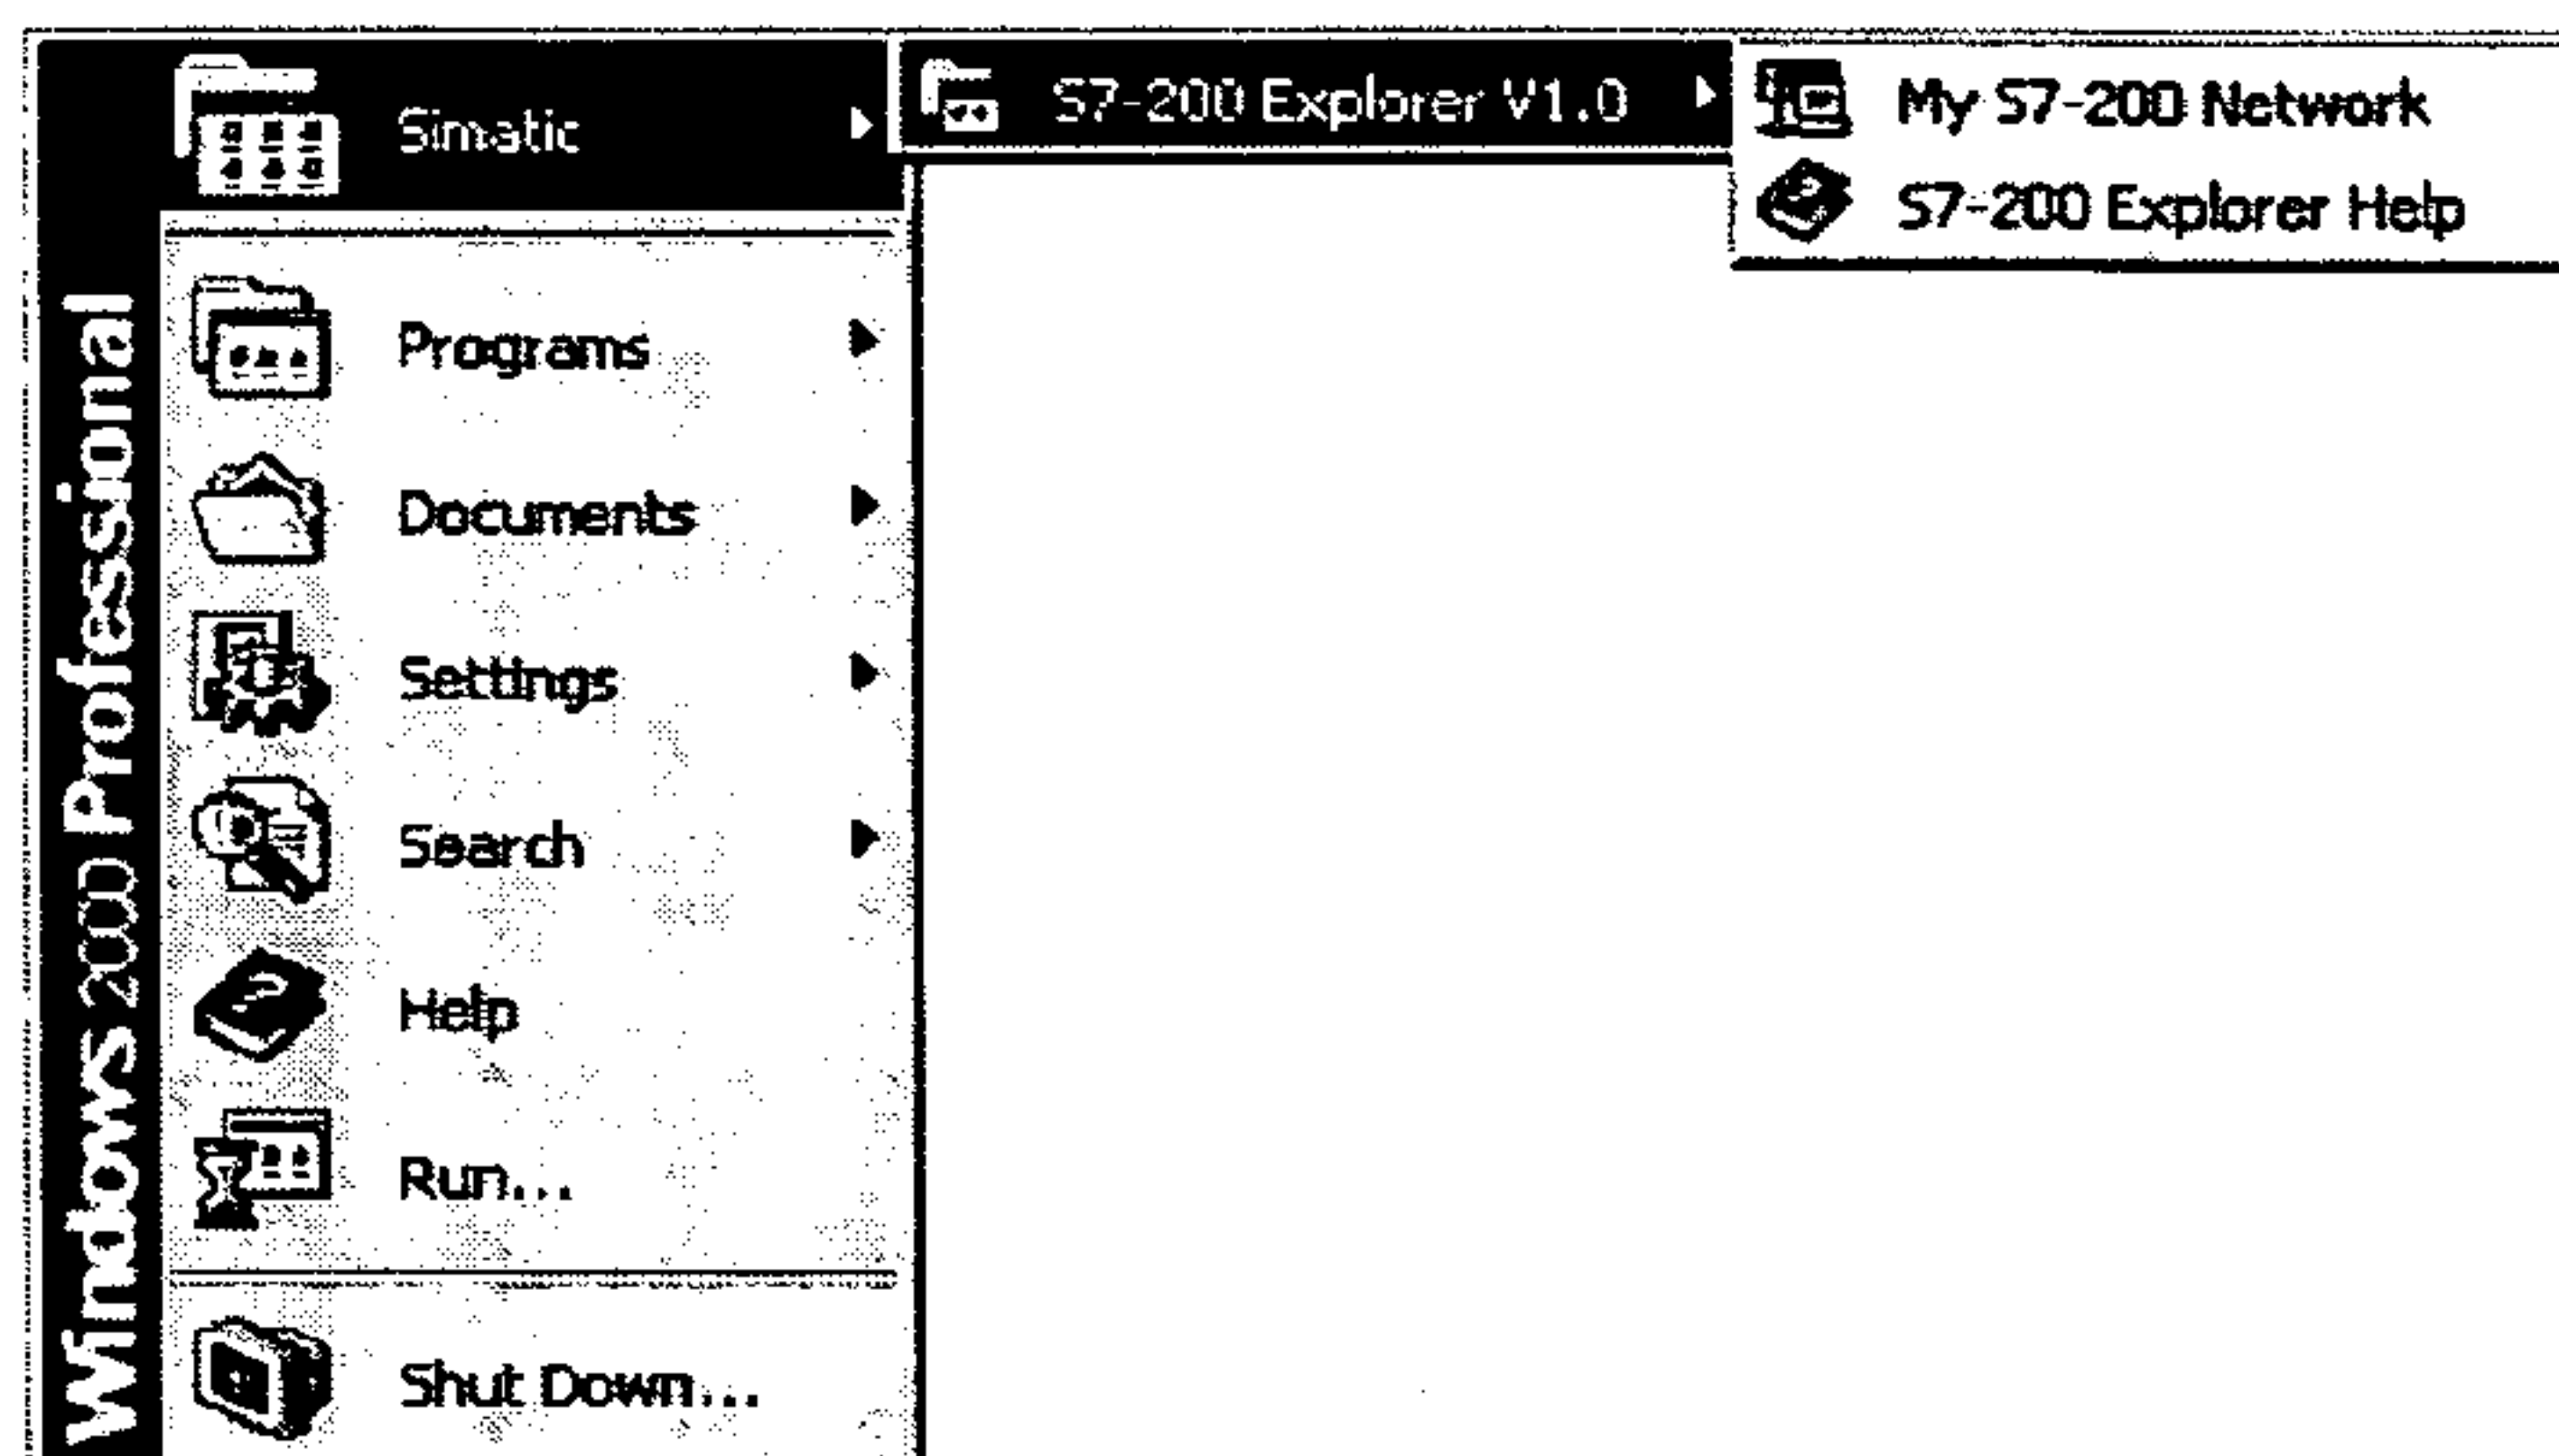 Simatic
S7-200 Explorer V1.0
My S7-200 Network
S7-200 Explorer Help
Programs
Documents
Settings
Search
Help
Run...
Shut Down...
Windows 2000 Professional